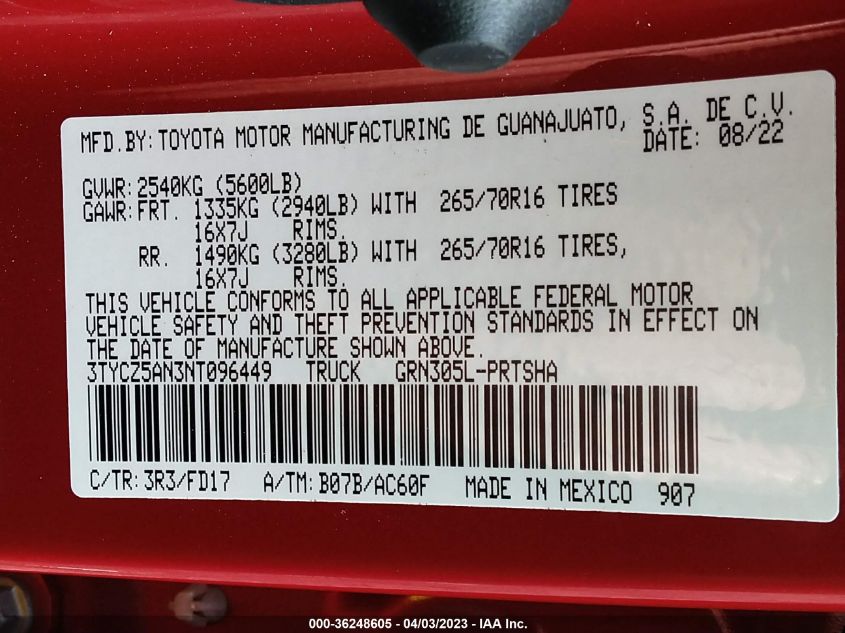 MFD.BY: TOYOTA MOTOR MANUFACTURING DE GUANAJUATO, S.A. DE C.V.
DATE: 08/22
GVWR: 2540KG (5600LB)
GAWR: FRT. 1335KG (2940LB) WITH 265/70R16 TIRES
16X7J RIMS.
RR. 1490KG (3280LB) WITH 265/70R16 TIRES,
16X7J RIMS.
THIS VEHICLE CONFORMS TO ALL APPLICABLE FEDERAL MOTOR
VEHICLE SAFETY AND THEFT PREVENTION STANDARDS IN EFFECT ON
THE DATE OF MANUFACTURE SHOWN ABOVE.
3TYCZ5AN3NT096449 TRUCK GRN305L-PRTSHA
C/TR: 3R3/FD17 A/TM: B07B/AC60F MADE IN MEXICO 907
000-36248605 - 04/03/2023 - IAA Inc.